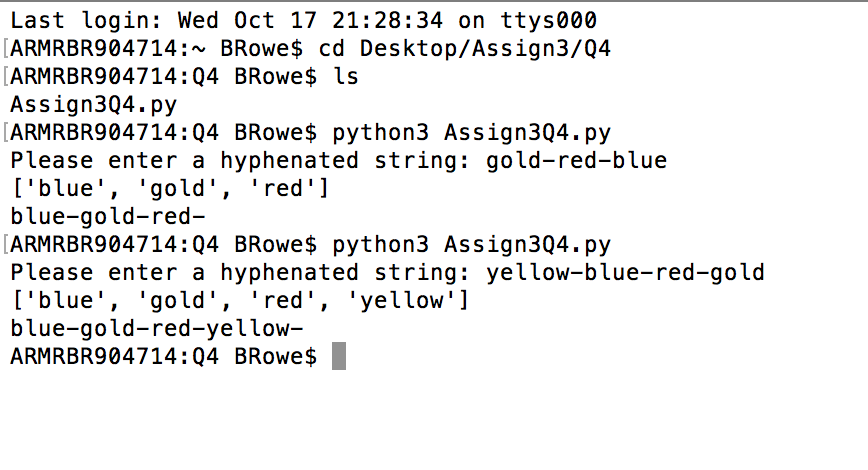 Last login: Wed Oct 17 21:28:34 on ttys000
[ARMRBR904714:~ BRowe$ cd Desktop/Assign3/Q4
[ARMRBR904714:Q4 BRowe$ ls
Assign3Q4.py
[ARMRBR904714:Q4 BRowe$ python3 Assign3Q4.py
Please enter a hyphenated string: gold-red-blue
['blue', 'gold', 'red']
blue-gold-red-
[ARMRBR904714:Q4 BRowe$ python3 Assign3Q4.py
Please enter a hyphenated string: yellow-blue-red-gold
['blue', 'gold', 'red', 'yellow']
blue-gold-red-yellow-
ARMRBR904714:Q4 BRowe$